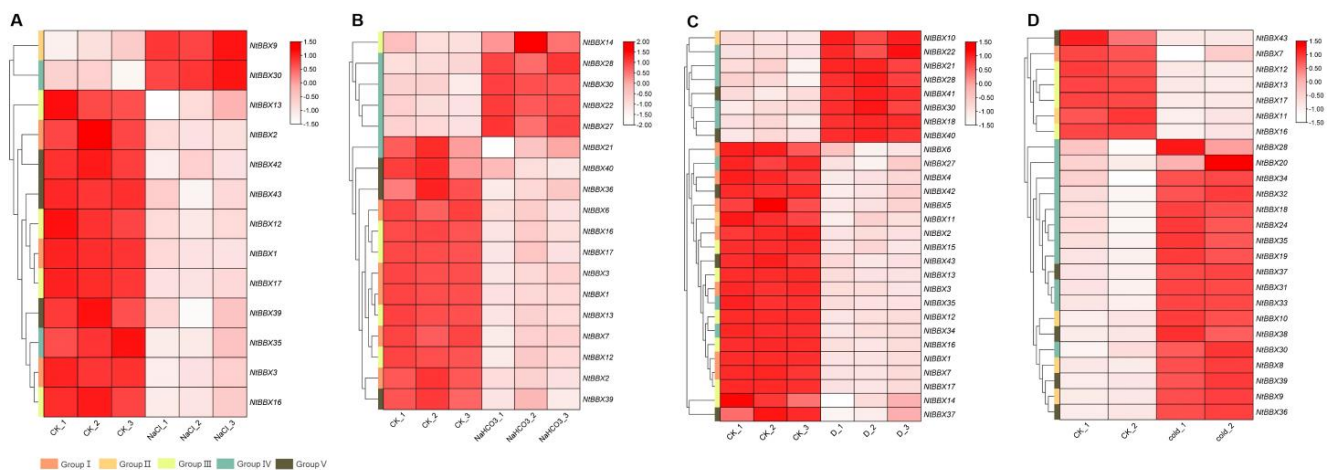 A
NtBBX9
NtBBX30
NtBBX13
NtBBX2
NtBBX42
NtBBX43
NtBBX12
NtBBX1
NtBBX17
NtBBX39
NtBBX35
NtBBX3
NtBBX16
CK_1 CK_2 CK_3 NaCl_1 NaCl_2 NaCl_3
1.50
1.00
0.50
0.00
-0.50
-1.00
-1.50
B
NtBBX14
NtBBX28
NtBBX30
NtBBX22
NtBBX27
NtBBX21
NtBBX40
NtBBX36
NtBBX6
NtBBX16
NtBBX17
NtBBX3
NtBBX1
NtBBX13
NtBBX7
NtBBX12
NtBBX2
NtBBX39
CK_1 CK_2 CK_3 NaHCO3_1 NaHCO3_2 NaHCO3_3
2.00
1.50
1.00
0.50
0.00
-0.50
-1.00
-1.50
-2.00
C
NtBBX10
NtBBX22
NtBBX21
NtBBX28
NtBBX41
NtBBX30
NtBBX18
NtBBX40
NtBBX6
NtBBX27
NtBBX4
NtBBX42
NtBBX5
NtBBX11
NtBBX2
NtBBX15
NtBBX43
NtBBX13
NtBBX3
NtBBX35
NtBBX12
NtBBX34
NtBBX16
NtBBX1
NtBBX7
NtBBX17
NtBBX14
NtBBX37
CK_1 CK_2 CK_3 D_1 D_2 D_3
1.50
1.00
0.50
0.00
-0.50
-1.00
-1.50
D
NtBBX43
NtBBX7
NtBBX12
NtBBX13
NtBBX17
NtBBX11
NtBBX16
NtBBX28
NtBBX20
NtBBX34
NtBBX32
NtBBX18
NtBBX24
NtBBX35
NtBBX19
NtBBX37
NtBBX31
NtBBX33
NtBBX10
NtBBX38
NtBBX30
NtBBX8
NtBBX39
NtBBX9
NtBBX36
CK_1 CK_2 cold_1 cold_2
1.50
1.00
0.50
0.00
-0.50
-1.00
-1.50
Group I Group II Group III Group IV Group V